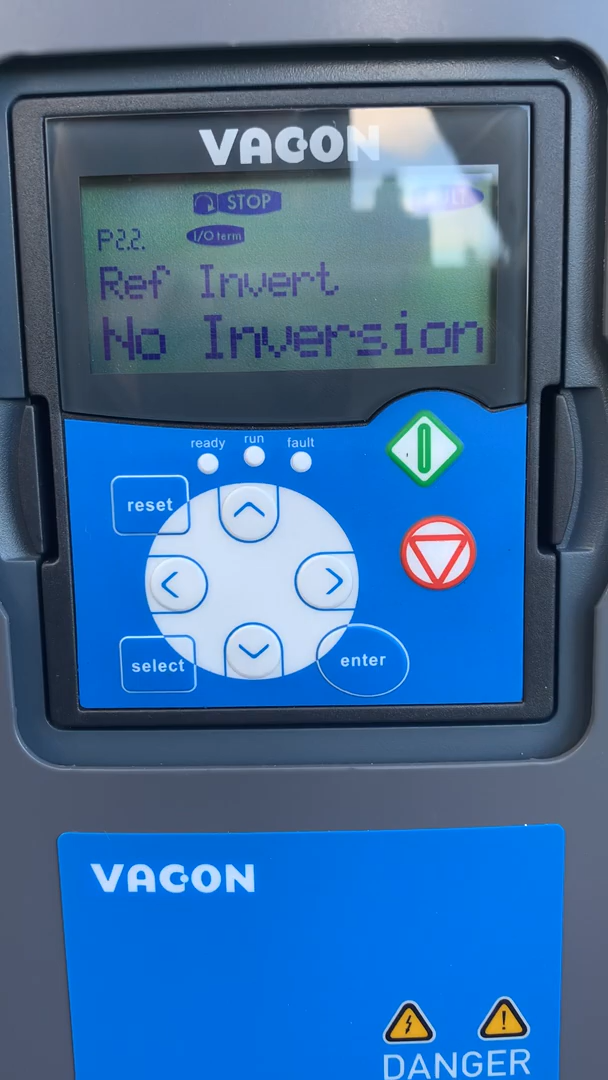 VACON
STOP
P2.2.
I/O term
Ref Invert
No Inversion
ready run fault
reset
select
enter
VACON
DANGER